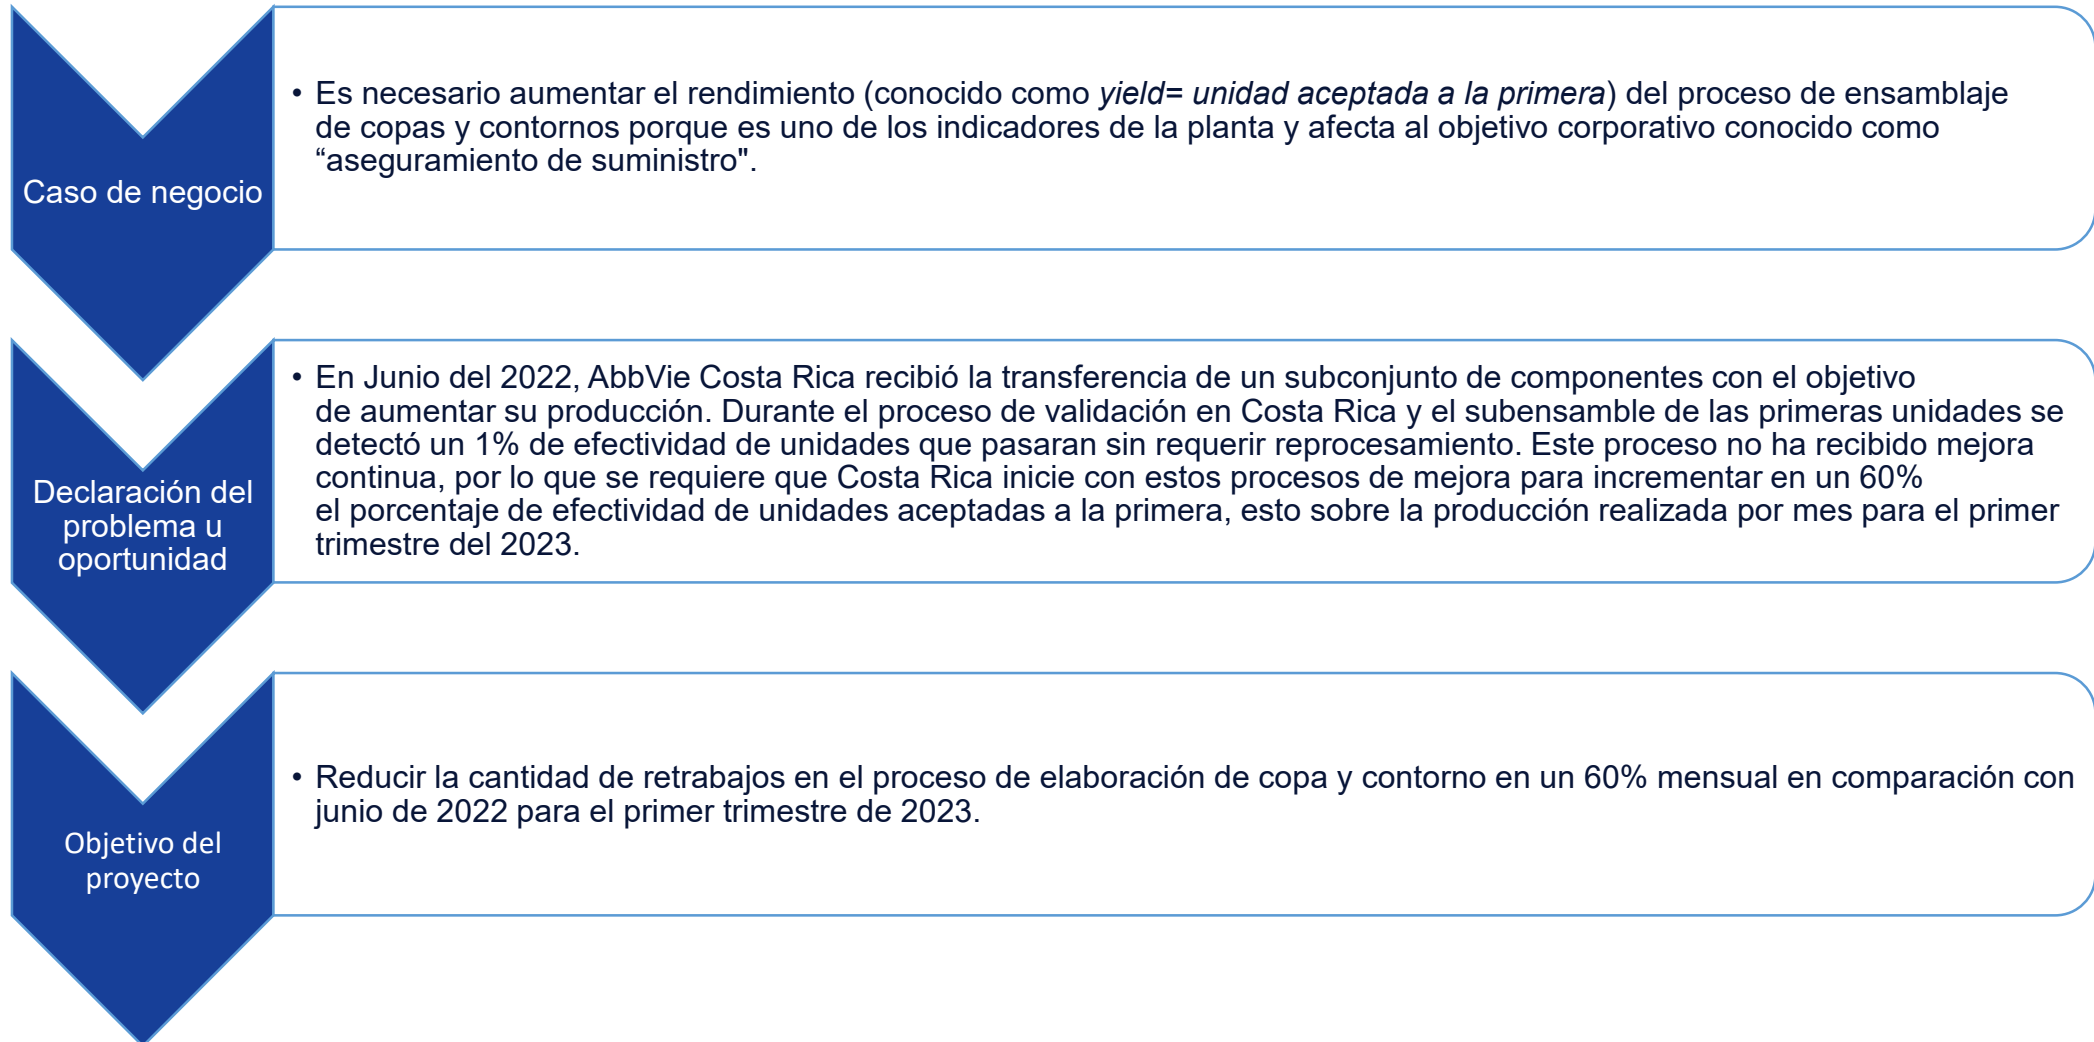 Caso de negocio
• Es necesario aumentar el rendimiento (conocido como yield= unidad aceptada a la primera) del proceso de ensamblaje
de copas y contornos porque es uno de los indicadores de la planta y afecta al objetivo corporativo conocido como
“aseguramiento de suministro".
Declaración del
problema u
oportunidad
• En Junio del 2022, AbbVie Costa Rica recibió la transferencia de un subconjunto de componentes con el objetivo
de aumentar su producción. Durante el proceso de validación en Costa Rica y el subensamble de las primeras unidades se
detectó un 1% de efectividad de unidades que pasaran sin requerir reprocesamiento. Este proceso no ha recibido mejora
continua, por lo que se requiere que Costa Rica inicie con estos procesos de mejora para incrementar en un 60%
el porcentaje de efectividad de unidades aceptadas a la primera, esto sobre la producción realizada por mes para el primer
trimestre del 2023.
Objetivo del
proyecto
• Reducir la cantidad de retrabajos en el proceso de elaboración de copa y contorno en un 60% mensual en comparación con
junio de 2022 para el primer trimestre de 2023.